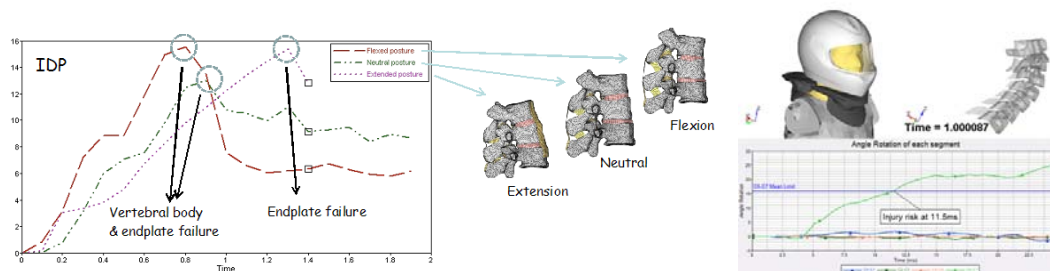 IDP
16
14
12
10
8
6
4
2
0
0
0.2
0.4
0.6
0.8
1
1.2
1.4
1.6
1.8
2
Time
Flexed posture
Neutral posture
Extended posture
Vertebral body
& endplate failure
Endplate failure
Extension
Neutral
Flexion
Time = 1.000087
Angle Rotation of each segment
Angle Rotation
Injury risk at 11.5ms